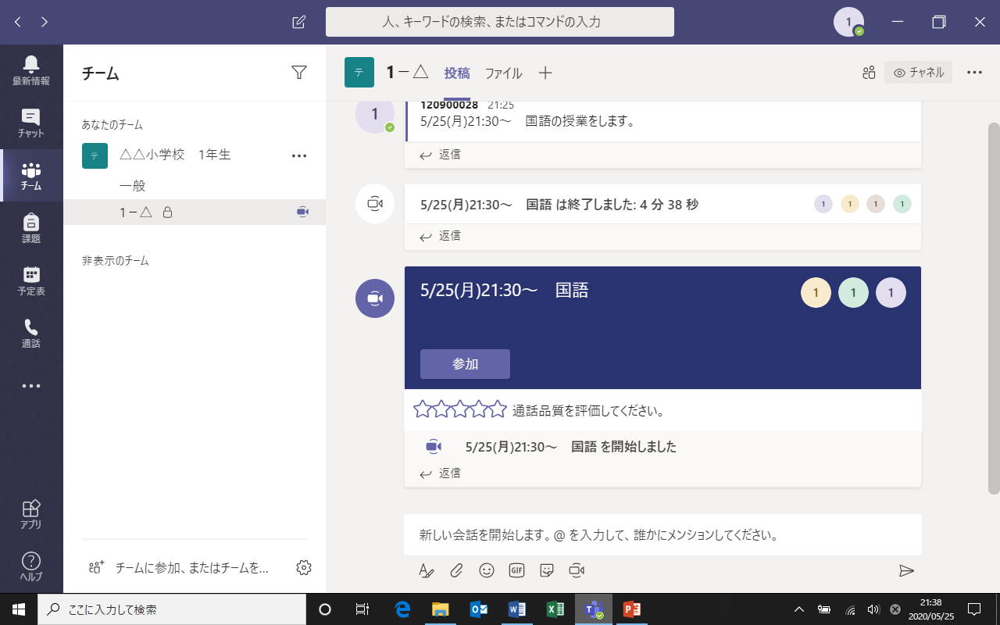 人、キーワードの検索、またはコマンドの入力
1
最新情報
チャット
チーム
課題
予定表
通話
アプリ
ヘルプ
チーム
あなたのチーム
テ
△△小学校　1年生
一般
1－△
非表示のチーム
チームに参加、またはチームを...
テ
1－△
投稿
ファイル
チャネル
1
120900028 21:25
5/25(月)21:30～　国語の授業をします。
返信
5/25(月)21:30～　国語 は終了しました: 4 分 38 秒
1 1 1 1
返信
5/25(月)21:30～　国語
1 1 1
参加
通話品質を評価してください。
5/25(月)21:30～　国語 を開始しました
返信
新しい会話を開始します。@ を入力して、誰かにメンションしてください。
GIF
ここに入力して検索
21:38
2020/05/25